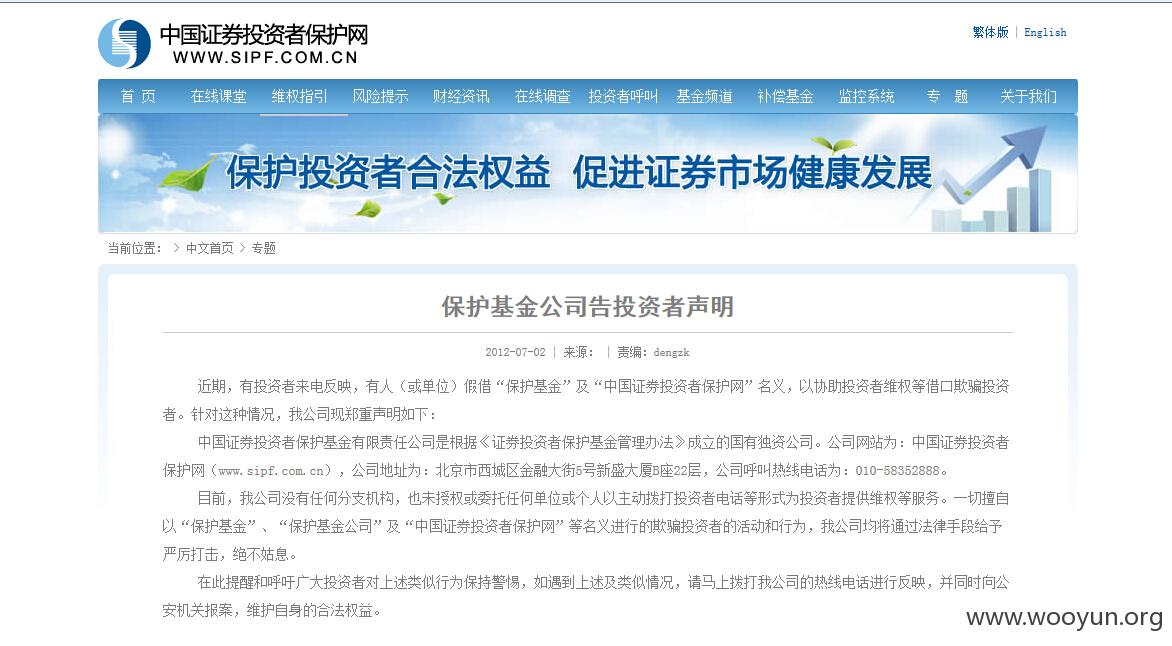 中国证券投资者保护网
WWW.SIPF.COM.CN
繁体版 | English
首 页 在线课堂 维权指引 风险提示 财经资讯 在线调查 投资者呼叫 基金频道 补偿基金 监控系统 专 题 关于我们
保护投资者合法权益 促进证券市场健康发展
当前位置： > 中文首页 > 专题
保护基金公司告投资者声明
2012-07-02 | 来源： | 责编：dengzk
近期，有投资者来电反映，有人（或单位）假借“保护基金”及“中国证券投资者保护网”名义，以协助投资者维权等借口欺骗投资
者。针对这种情况，我公司现郑重声明如下：
中国证券投资者保护基金有限责任公司是根据《证券投资者保护基金管理办法》成立的国有独资公司。公司网站为：中国证券投资者
保护网（www.sipf.com.cn），公司地址为：北京市西城区金融大街5号新盛大厦B座22层，公司呼叫热线电话为：010-58352888。
目前，我公司没有任何分支机构，也未授权或委托任何单位或个人以主动拨打投资者电话等形式为投资者提供维权等服务。一切擅自
以“保护基金”、“保护基金公司”及“中国证券投资者保护网”等名义进行的欺骗投资者的活动和行为，我公司均将通过法律手段给予
严厉打击，绝不姑息。
在此提醒和呼吁广大投资者对上述类似行为保持警惕，如遇到上述及类似情况，请马上拨打我公司的热线电话进行反映，并同时向公
安机关报案，维护自身的合法权益。
www.wooyun.org